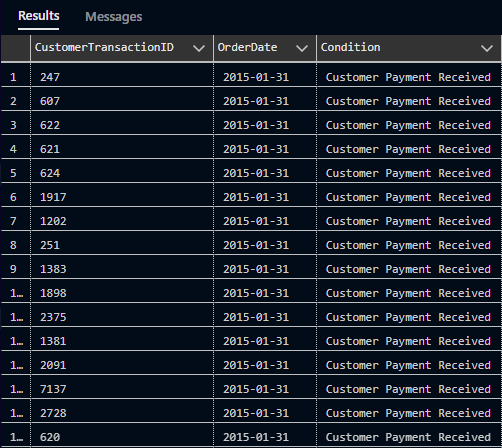 Results Messages
CustomerTransactionID OrderDate Condition
1 247 2015-01-31 Customer Payment Received
2 607 2015-01-31 Customer Payment Received
3 622 2015-01-31 Customer Payment Received
4 621 2015-01-31 Customer Payment Received
5 624 2015-01-31 Customer Payment Received
6 1917 2015-01-31 Customer Payment Received
7 1202 2015-01-31 Customer Payment Received
8 251 2015-01-31 Customer Payment Received
9 1383 2015-01-31 Customer Payment Received
1… 1898 2015-01-31 Customer Payment Received
1… 2375 2015-01-31 Customer Payment Received
1… 1381 2015-01-31 Customer Payment Received
1… 2091 2015-01-31 Customer Payment Received
1… 7137 2015-01-31 Customer Payment Received
1… 2728 2015-01-31 Customer Payment Received
1… 620 2015-01-31 Customer Payment Received